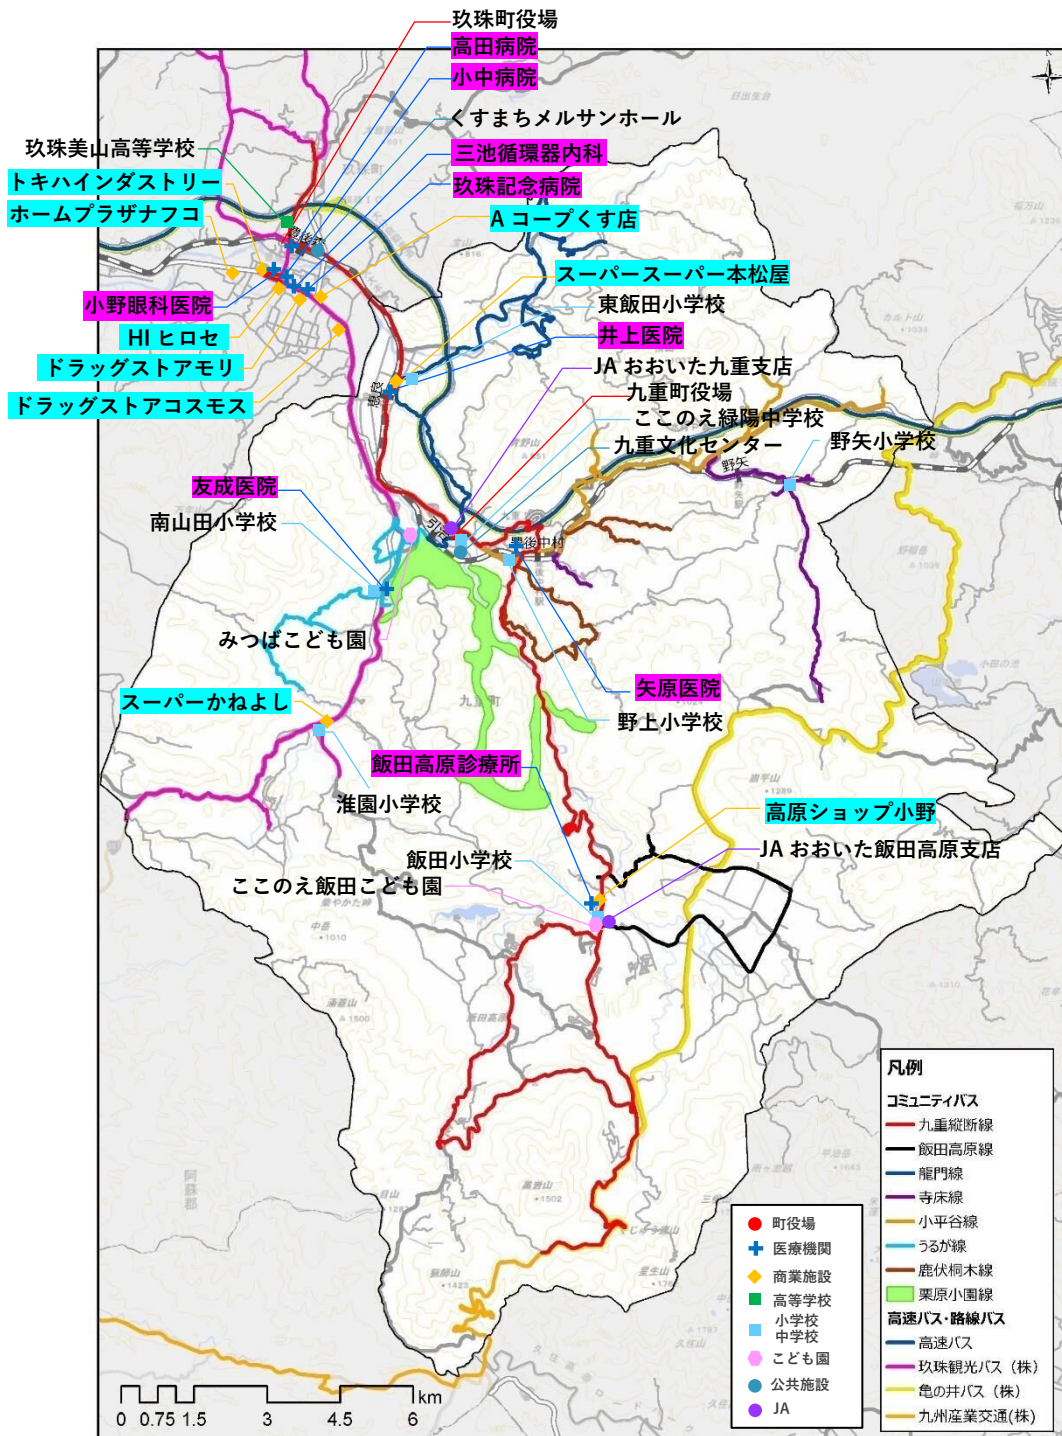 玖珠町役場
高田病院
小中病院
くすまちメルサンホール
玖珠美山高等学校
三池循環器内科
トキハインダストリー
玖珠記念病院
ホームプラザナフコ
A コープくす店
スーパースーパー本松屋
小野眼科医院
東飯田小学校
HI ヒロセ
井上医院
ドラッグストアモリ
JA おおいた九重支店
九重町役場
ドラッグストアコスモス
ここのえ緑陽中学校
九重文化センター
野矢小学校
野矢
友成医院
南山田小学校
豊後中村
みつばこども園
矢原医院
スーパーかねよし
野上小学校
九重町
飯田高原診療所
淮園小学校
高原ショップ小野
飯田小学校
JA おおいた飯田高原支店
ここのえ飯田こども園
凡例
コミュニティバス
九重縦断線
飯田高原線
龍門線
寺床線
小平谷線
うるが線
鹿伏桐木線
栗原小園線
高速バス・路線バス
高速バス
玖珠観光バス（株）
亀の井バス（株）
九州産業交通(株)
町役場
医療機関
商業施設
高等学校
小学校
中学校
こども園
公共施設
JA
km
0 0.75 1.5 3 4.5 6